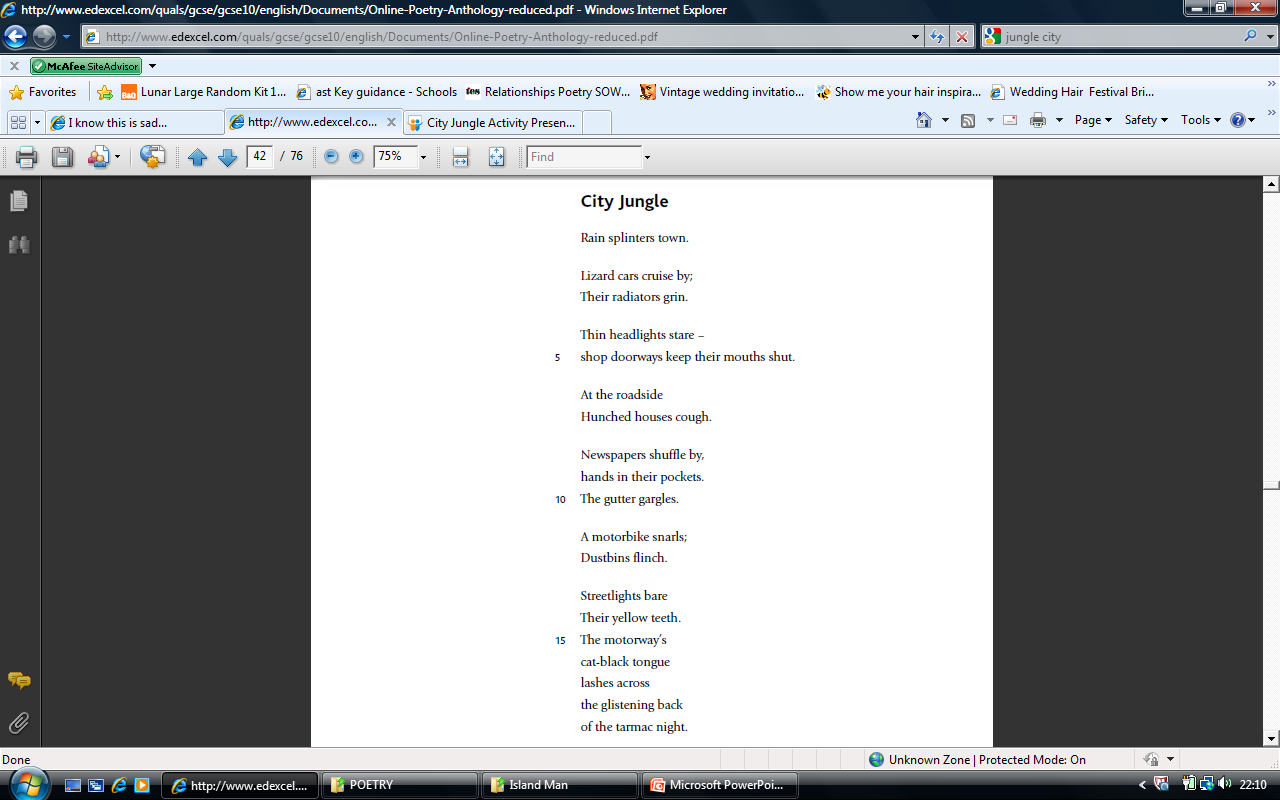 http://www.edexcel.com/quals/gcse/gcse10/english/Documents/Online-Poetry-Anthology-reduced.pdf - Windows Internet Explorer
http://www.edexcel.com/quals/gcse/gcse10/english/Documents/Online-Poetry-Anthology-reduced.pdf jungle city
McAfee SiteAdvisor
Favorites Lunar Large Random Kit 1... ast Key guidance - Schools tes Relationships Poetry SOW... Vintage wedding invitatio... Show me your hair inspira... Wedding Hair Festival Bri...
I know this is sad... http://www.edexcel.co... City Jungle Activity Presen... Page Safety Tools
42 / 76 75% Find
City Jungle
Rain splinters town.
Lizard cars cruise by;
Their radiators grin.
Thin headlights stare –
5 shop doorways keep their mouths shut.
At the roadside
Hunched houses cough.
Newspapers shuffle by,
hands in their pockets.
10 The gutter gargles.
A motorbike snarls;
Dustbins flinch.
Streetlights bare
Their yellow teeth.
15 The motorway's
cat-black tongue
lashes across
the glistening back
of the tarmac night.
Done Unknown Zone | Protected Mode: On
http://www.edexcel.... POETRY Island Man Microsoft PowerPoi... 22:10